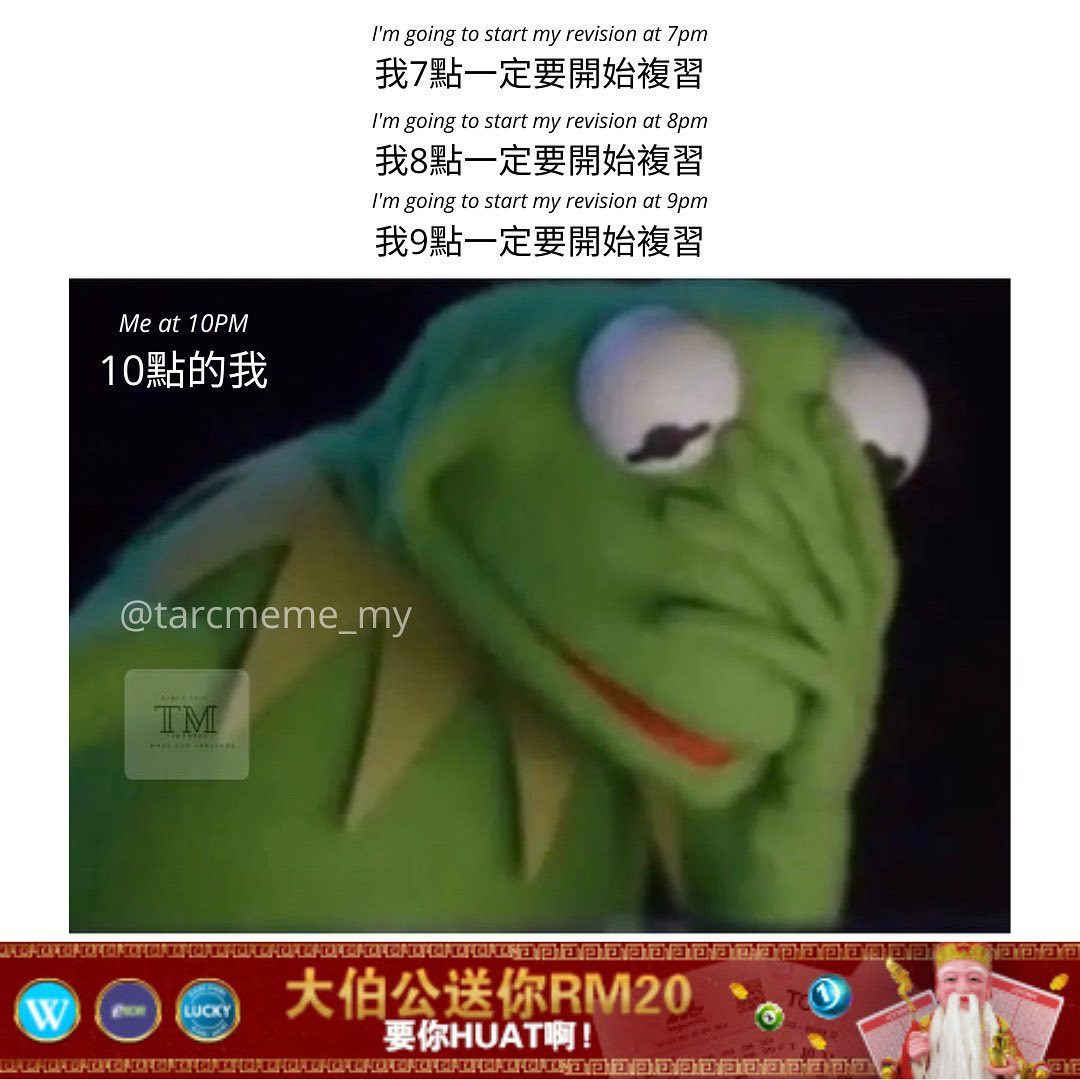 I'm going to start my revision at 7pm
我7點一定要開始複習
I'm going to start my revision at 8pm
我8點一定要開始複習
I'm going to start my revision at 9pm
我9點一定要開始複習
Me at 10PM
10點的我
@tarcmeme_my
TM
大伯公送你RM20
W
LUCKY
要你HUAT啊!